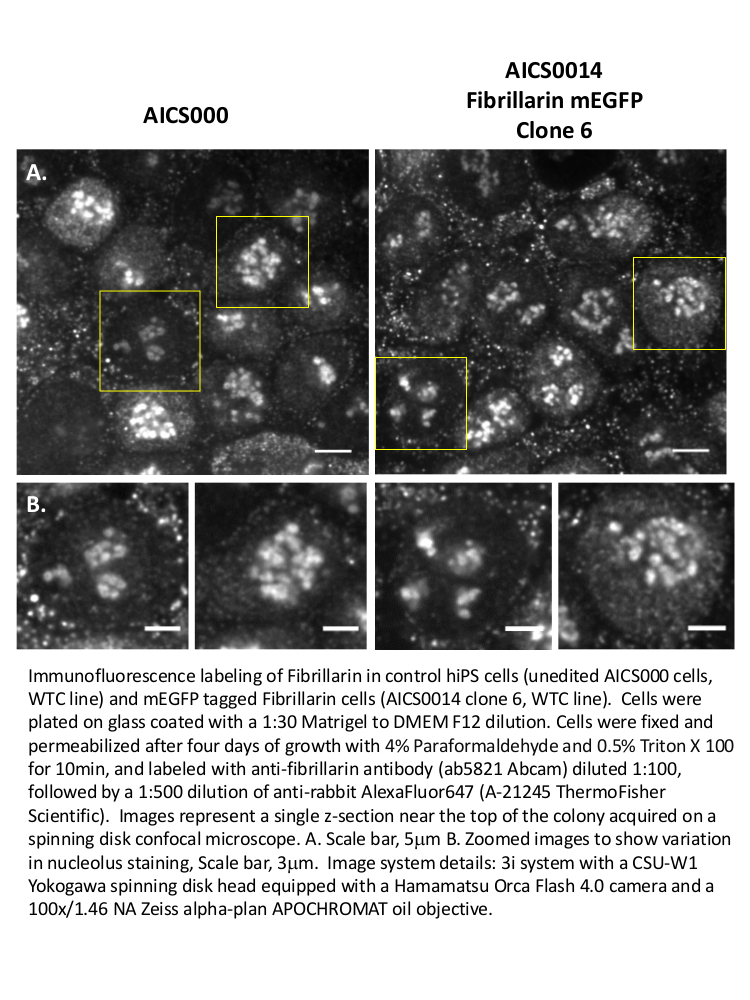 AICS000
AICS0014
Fibrillarin mEGFP
Clone 6
A.
B.
Immunofluorescence labeling of Fibrillarin in control hiPS cells (unedited AICS000 cells,
WTC line) and mEGFP tagged Fibrillarin cells (AICS0014 clone 6, WTC line).  Cells were
plated on glass coated with a 1:30 Matrigel to DMEM F12 dilution. Cells were fixed and
permeabilized after four days of growth with 4% Paraformaldehyde and 0.5% Triton X 100
for 10min, and labeled with anti-fibrillarin antibody (ab5821 Abcam) diluted 1:100,
followed by a 1:500 dilution of anti-rabbit AlexaFluor647 (A-21245 ThermoFisher
Scientific).  Images represent a single z-section near the top of the colony acquired on a
spinning disk confocal microscope. A. Scale bar, 5μm B. Zoomed images to show variation
in nucleolus staining, Scale bar, 3μm.  Image system details: 3i system with a CSU-W1
Yokogawa spinning disk head equipped with a Hamamatsu Orca Flash 4.0 camera and a
100x/1.46 NA Zeiss alpha-plan APOCHROMAT oil objective.